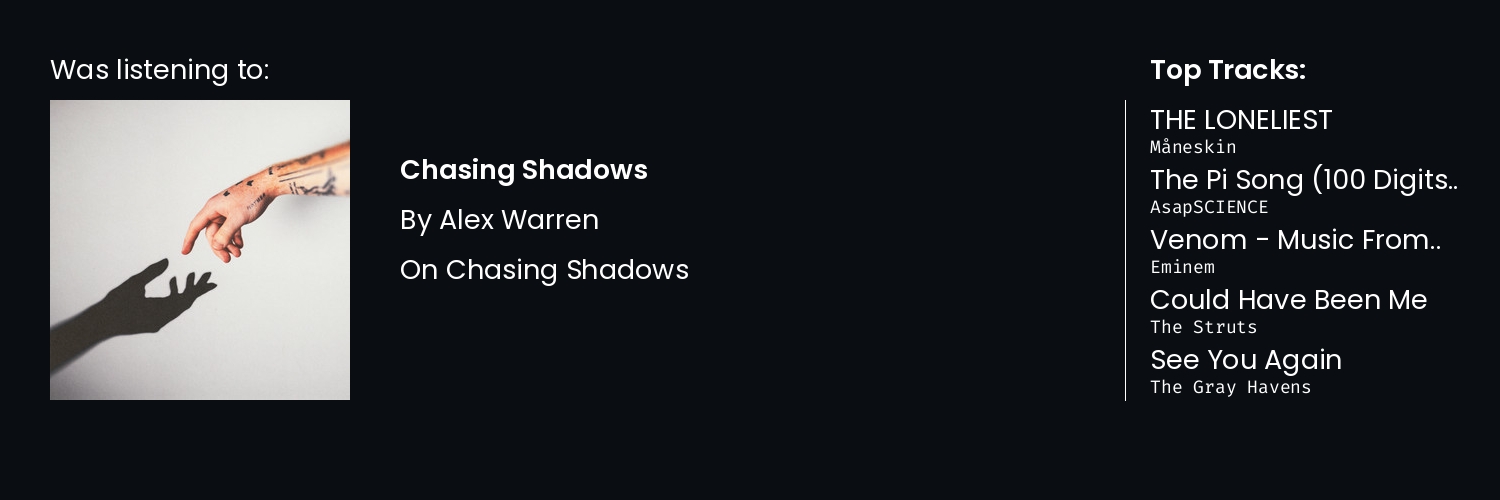 Was listening to:
Chasing Shadows
By Alex Warren
On Chasing Shadows
Top Tracks:
THE LONELIEST
Måneskin
The Pi Song (100 Digits..
AsapSCIENCE
Venom - Music From..
Eminem
Could Have Been Me
The Struts
See You Again
The Gray Havens